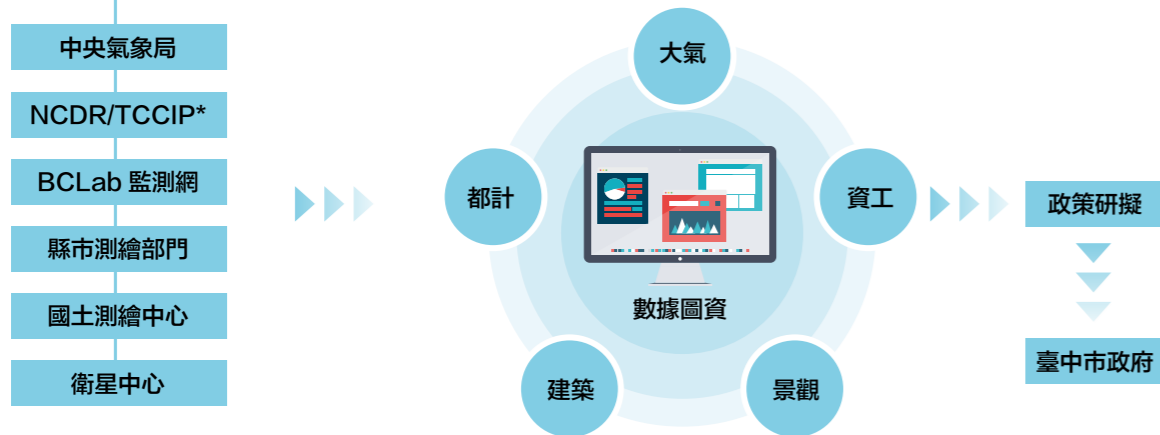 中央氣象局
NCDR/TCCIP*
BCLab 監測網
縣市測繪部門
國土測繪中心
衛星中心
大氣
都計
資工
數據圖資
建築
景觀
政策研擬
臺中市政府